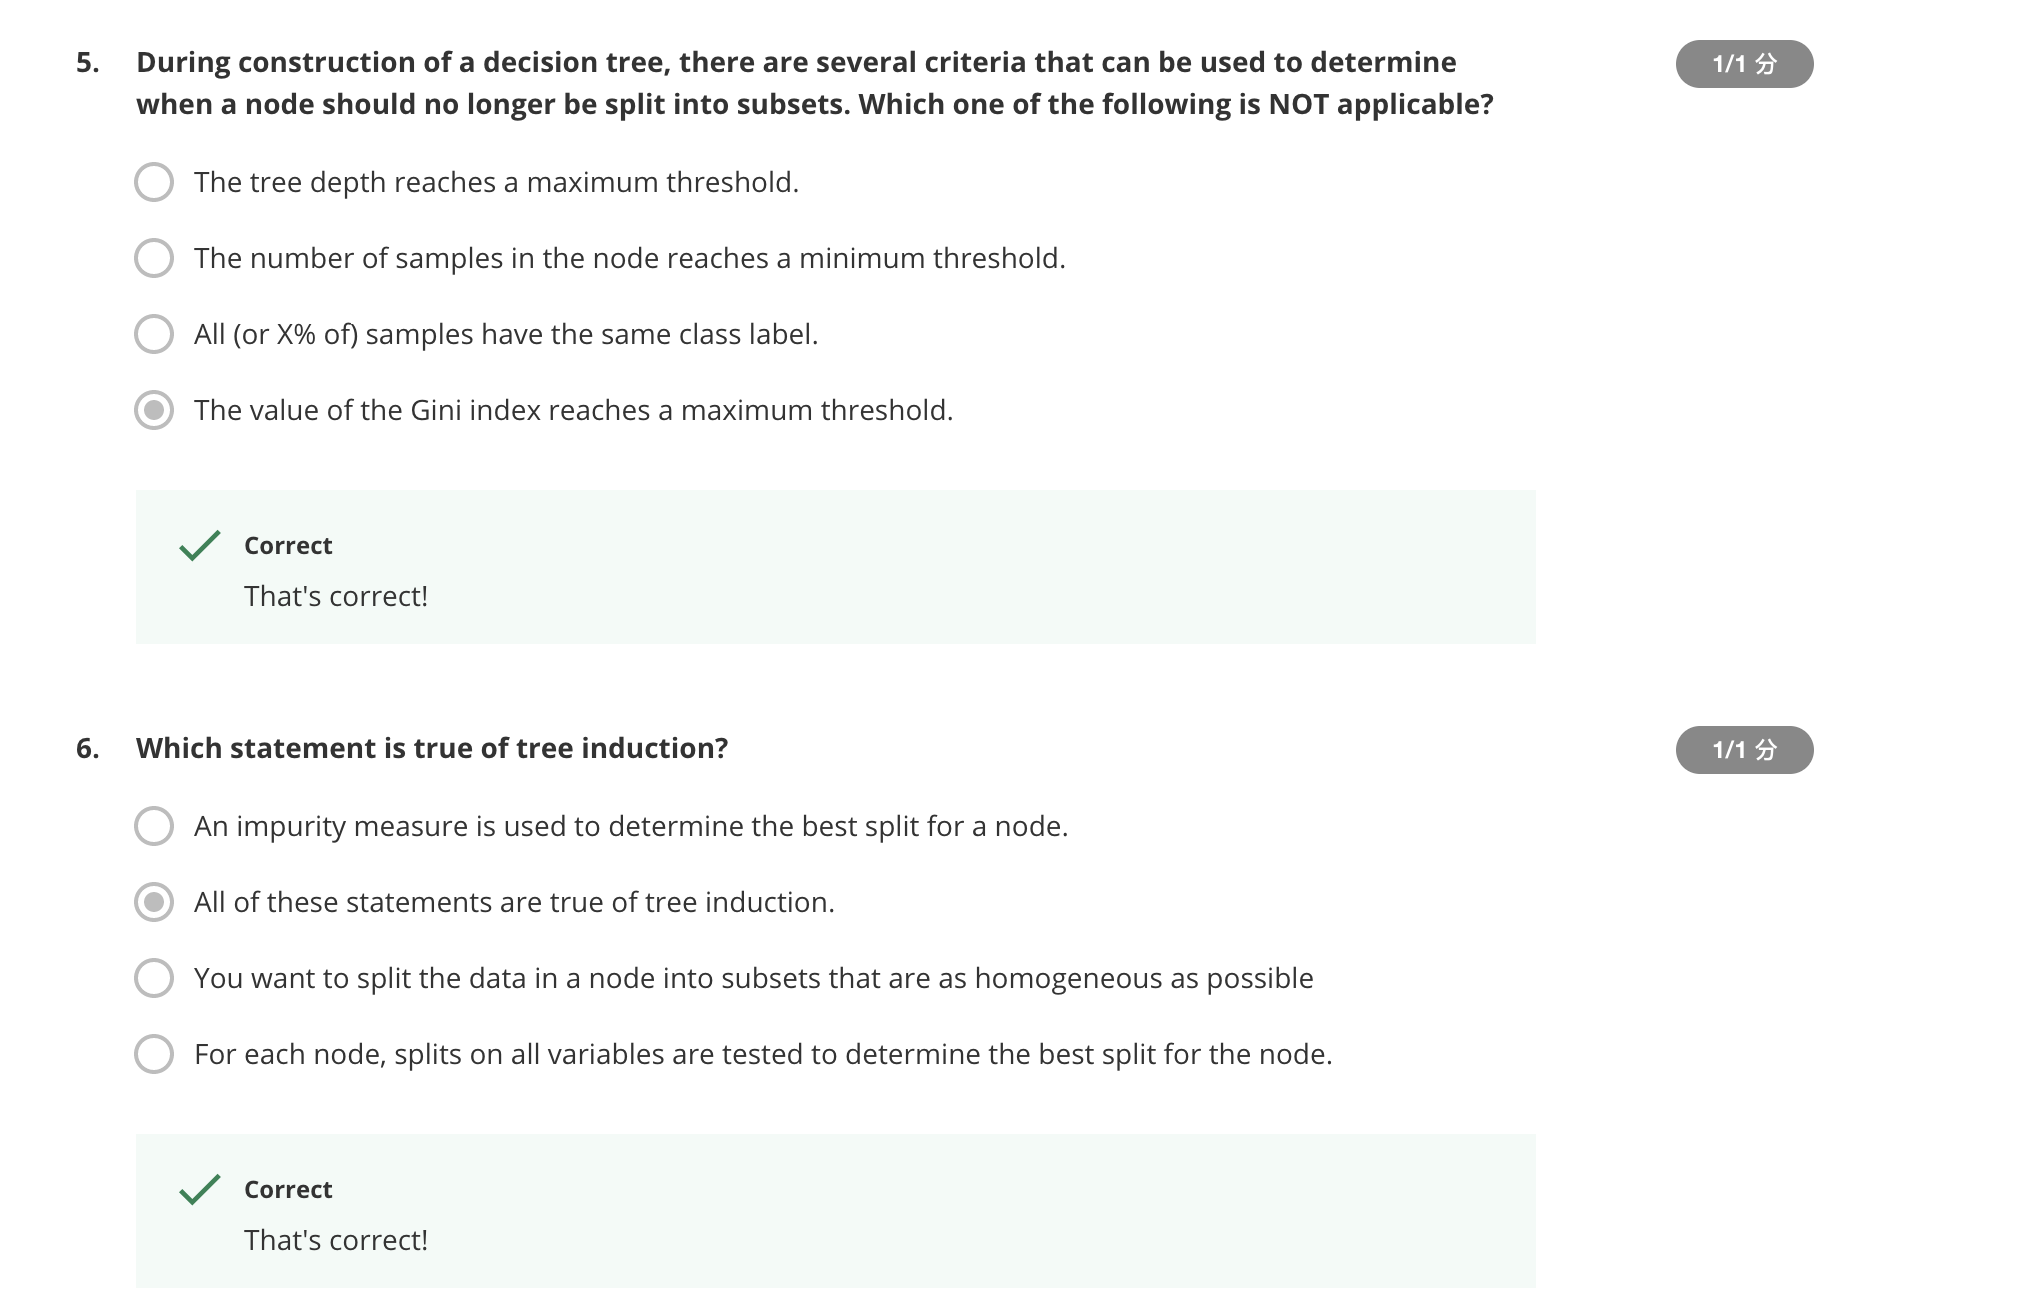 5. During construction of a decision tree, there are several criteria that can be used to determine
when a node should no longer be split into subsets. Which one of the following is NOT applicable?
1/1 分
The tree depth reaches a maximum threshold.
The number of samples in the node reaches a minimum threshold.
All (or X% of) samples have the same class label.
The value of the Gini index reaches a maximum threshold.
Correct
That's correct!
6. Which statement is true of tree induction?
1/1 分
An impurity measure is used to determine the best split for a node.
All of these statements are true of tree induction.
You want to split the data in a node into subsets that are as homogeneous as possible
For each node, splits on all variables are tested to determine the best split for the node.
Correct
That's correct!